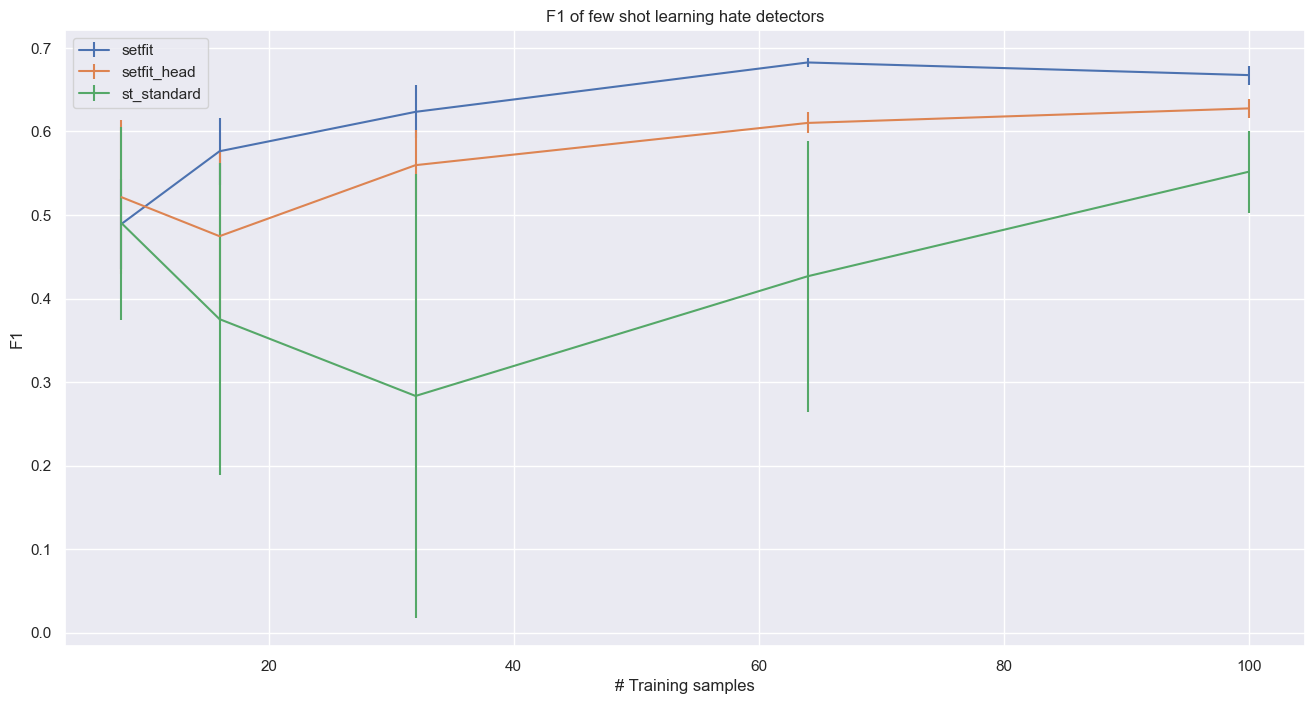 F1 of few shot learning hate detectors
setfit
setfit_head
st_standard
F1
0.7
0.6
0.5
0.4
0.3
0.2
0.1
0.0
20 40 60 80 100
# Training samples